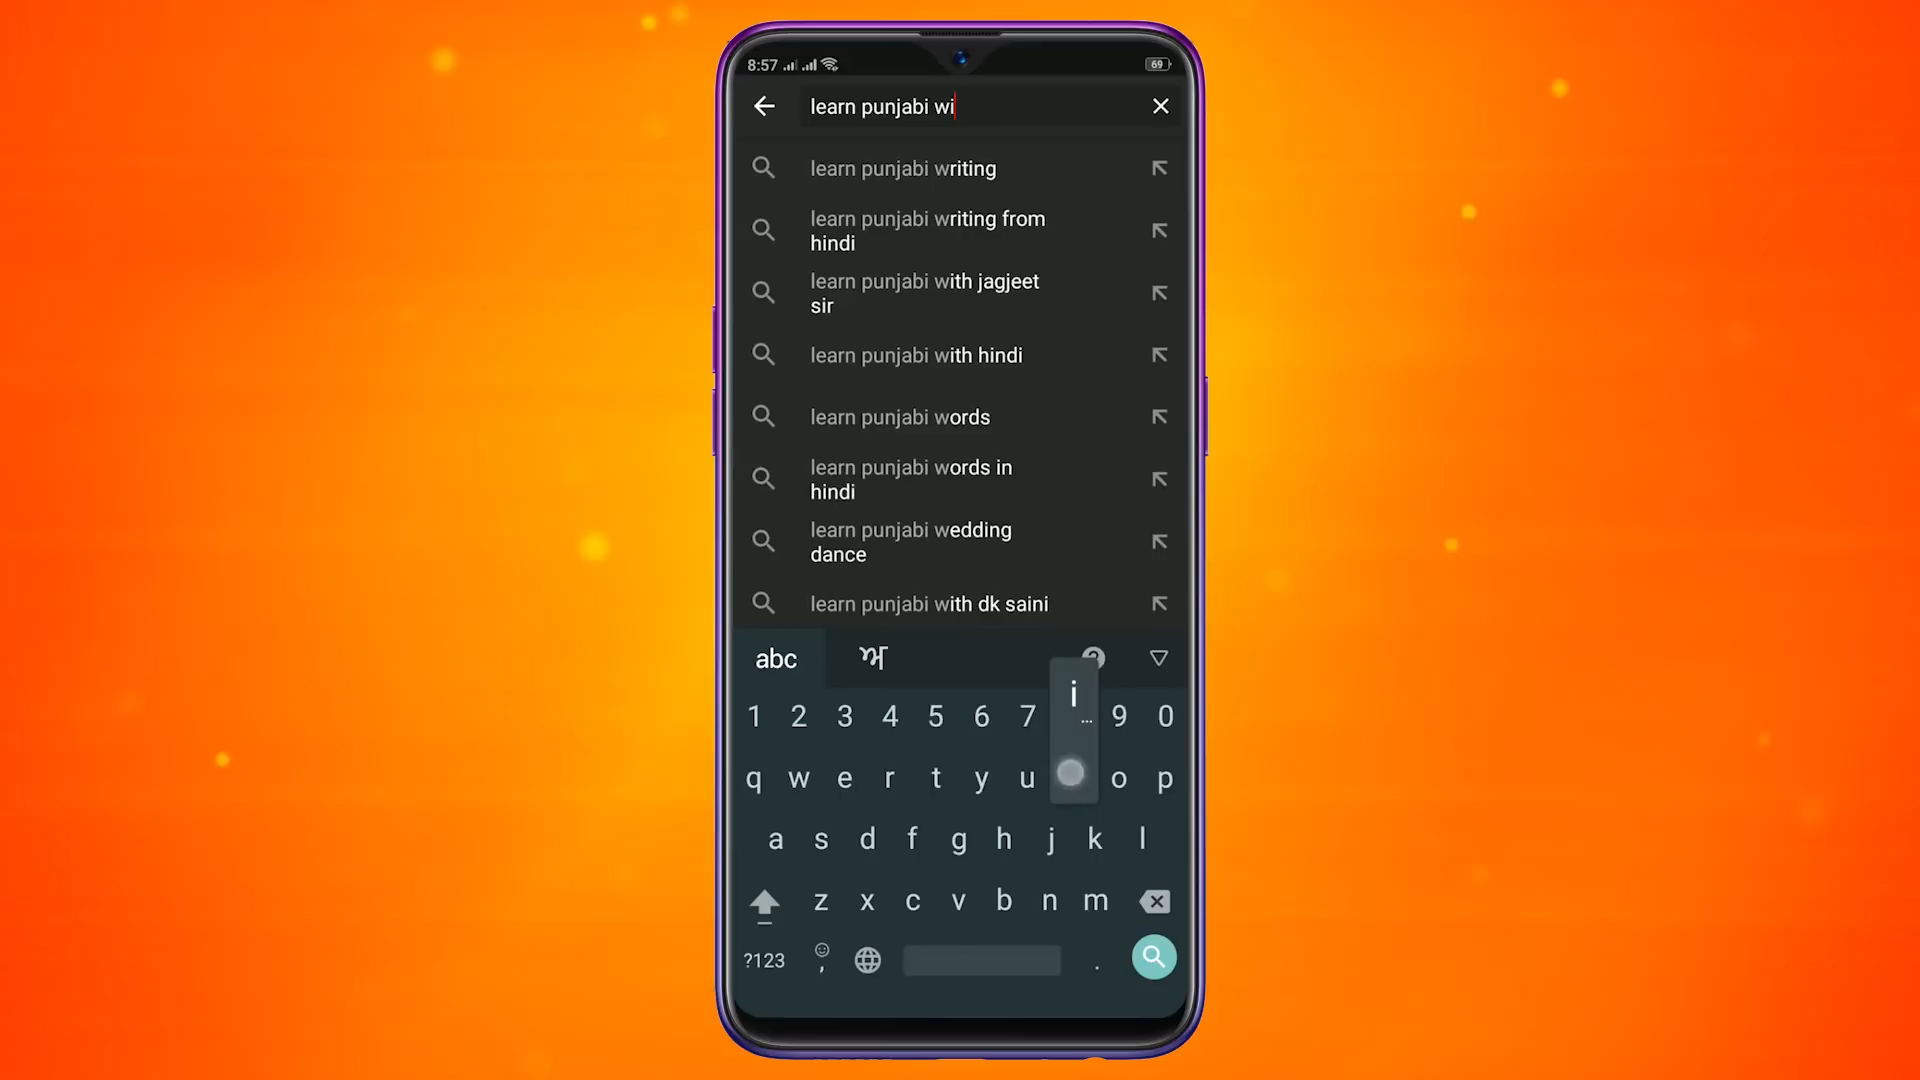 8:57
69
learn punjabi wi
learn punjabi writing
learn punjabi writing from
hindi
learn punjabi with jagjeet
sir
learn punjabi with hindi
learn punjabi words
learn punjabi words in
hindi
learn punjabi wedding
dance
learn punjabi with dk saini
abc ਅ
i
...
1 2 3 4 5 6 7 9 0
q w e r t y u o p
a s d f g h j k l
z x c v b n m
?123 , .